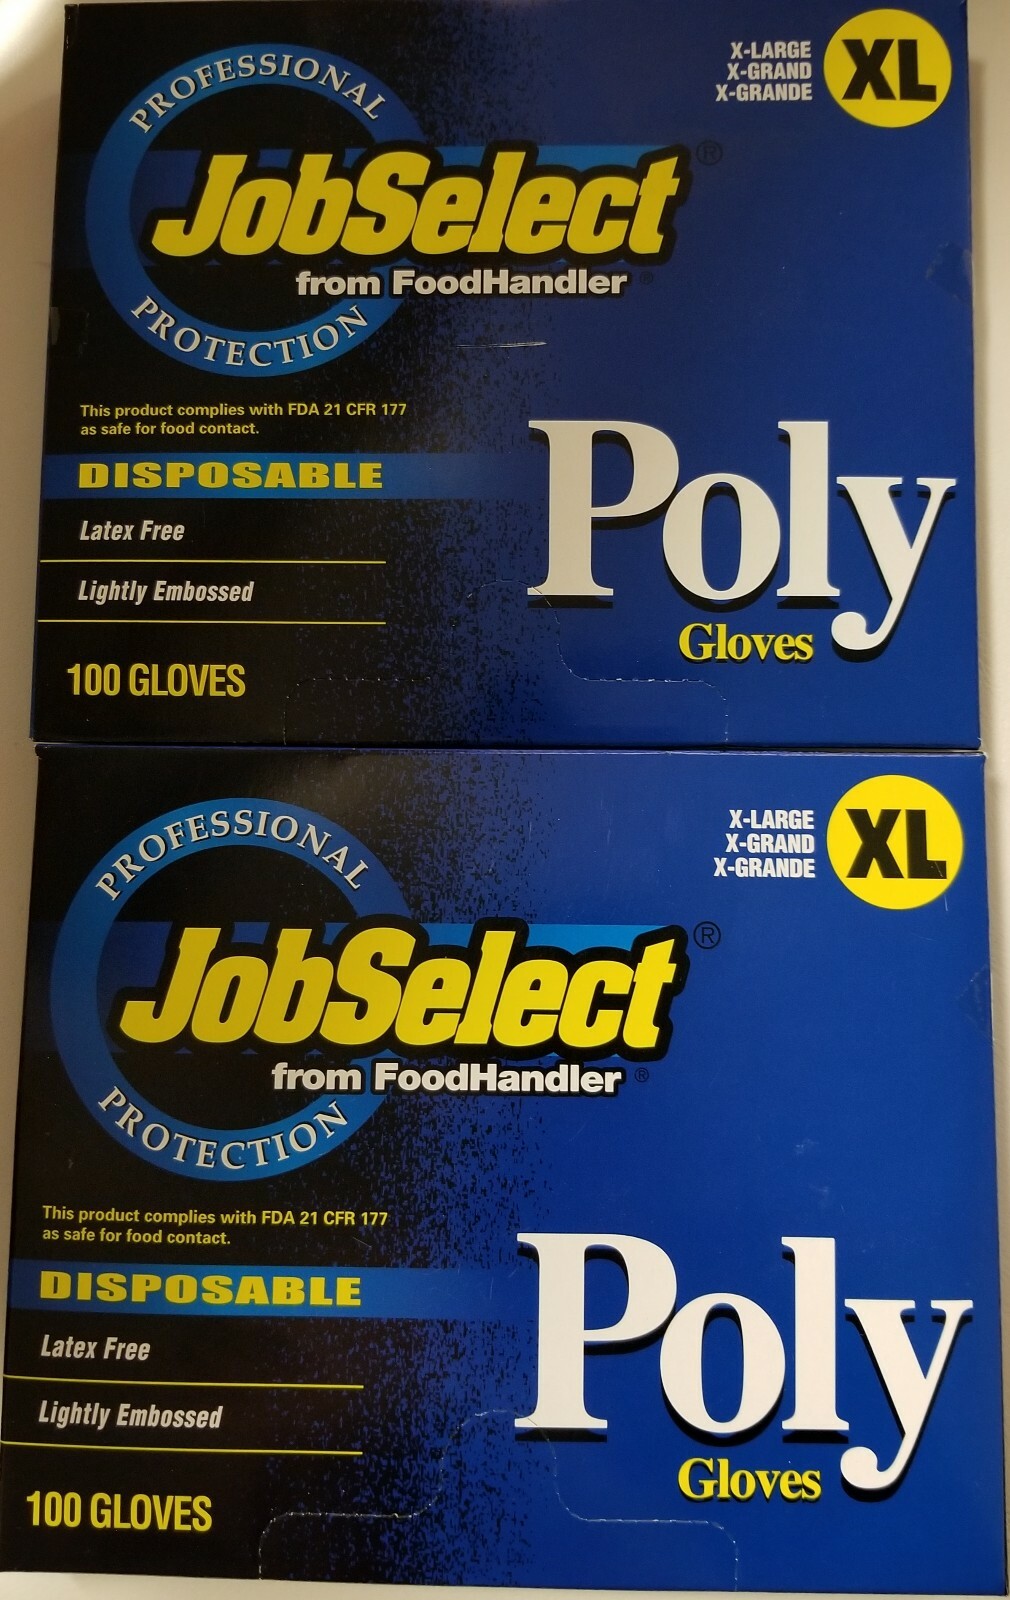 PROFESSIONAL
JobSelect®
from FoodHandler®
PROTECTION
X-LARGE
X-GRAND
X-GRANDE
XL
This product complies with FDA 21 CFR 177
as safe for food contact.
DISPOSABLE
Latex Free
Lightly Embossed
100 GLOVES
Poly
Gloves
PROFESSIONAL
JobSelect®
from FoodHandler®
PROTECTION
X-LARGE
X-GRAND
X-GRANDE
XL
This product complies with FDA 21 CFR 177
as safe for food contact.
DISPOSABLE
Latex Free
Lightly Embossed
100 GLOVES
Poly
Gloves